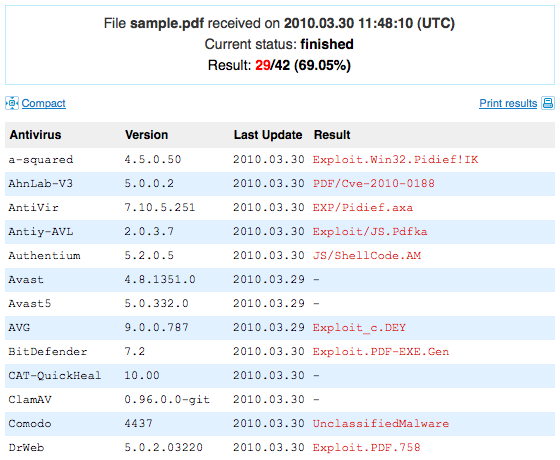 File sample.pdf received on 2010.03.30 11:48:10 (UTC)
Current status: finished
Result: 29/42 (69.05%)
Compact Print results
Antivirus Version Last Update Result
a-squared 4.5.0.50 2010.03.30 Exploit.Win32.Pidief!IK
AhnLab-V3 5.0.0.2 2010.03.30 PDF/Cve-2010-0188
AntiVir 7.10.5.251 2010.03.30 EXP/Pidief.axa
Antiy-AVL 2.0.3.7 2010.03.30 Exploit/JS.Pdfka
Authentium 5.2.0.5 2010.03.30 JS/ShellCode.AM
Avast 4.8.1351.0 2010.03.29 -
Avast5 5.0.332.0 2010.03.29 -
AVG 9.0.0.787 2010.03.29 Exploit_c.DEY
BitDefender 7.2 2010.03.30 Exploit.PDF-EXE.Gen
CAT-QuickHeal 10.00 2010.03.30 -
ClamAV 0.96.0.0-git 2010.03.30 -
Comodo 4437 2010.03.30 UnclassifiedMalware
DrWeb 5.0.2.03220 2010.03.30 Exploit.PDF.758